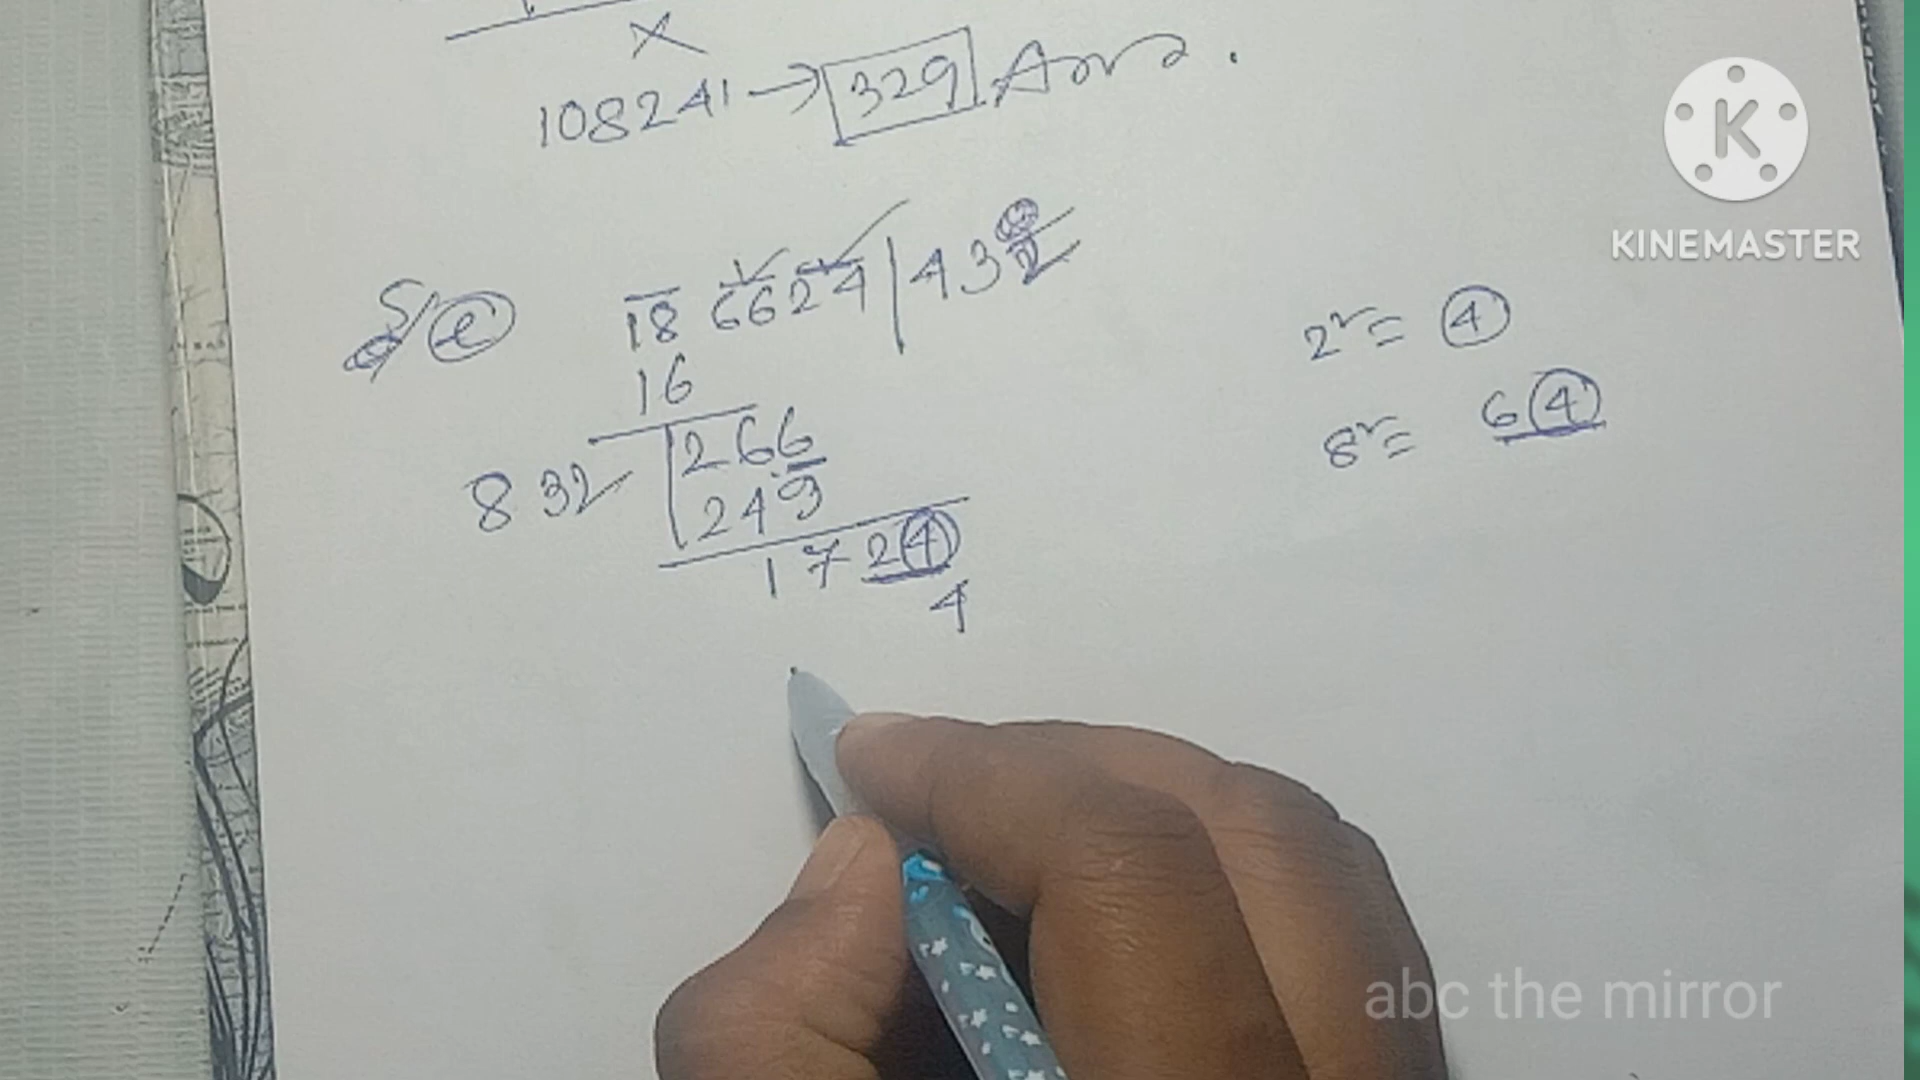 108241 → 329 Ans.
K
KINEMASTER
5/e 18 66 24 | 432
2² = 4
16
8² = 64
832 266
249
1724
4
abc the mirror